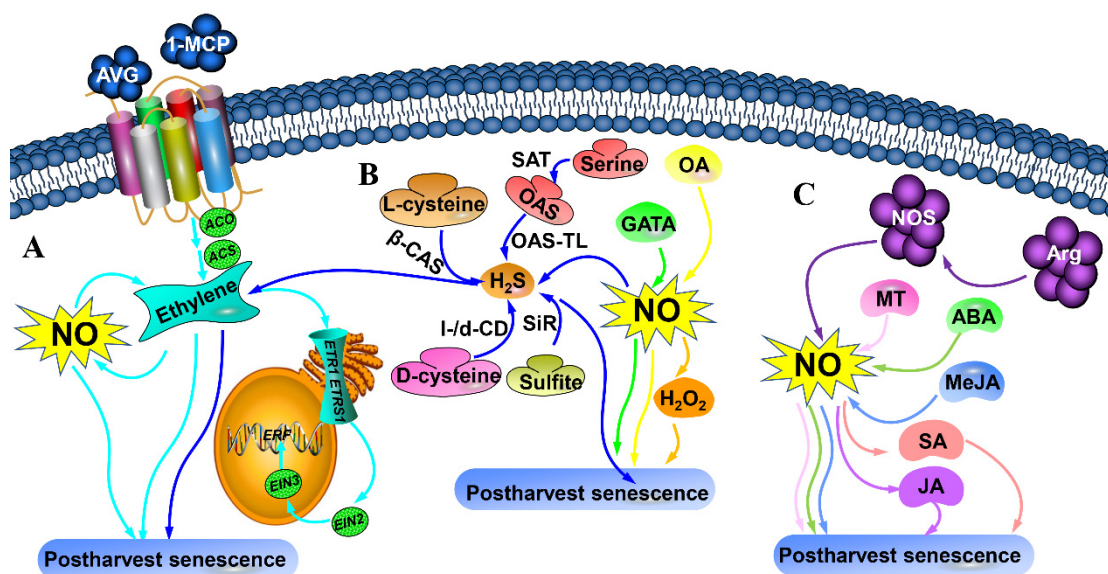 AVG
1-MCP
A
ACO
ACS
Ethylene
NO
ETR1 ETRS1
ERF
EIN3
EIN2
Postharvest senescence
B
L-cysteine
SAT
Serine
OAS
β-CAS
OAS-TL
H₂S
OA
GATA
NO
l-/d-CD
SiR
D-cysteine
Sulfite
H₂O₂
Postharvest senescence
C
NOS
Arg
MT
ABA
NO
MeJA
SA
JA
Postharvest senescence